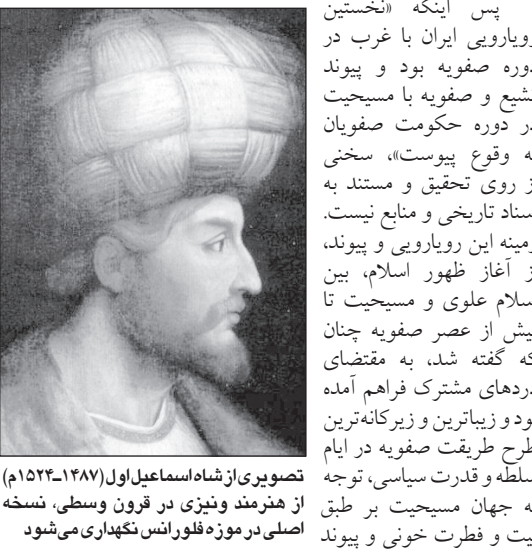 پس اینکه «نخستین
رویارویی ایران با غرب در
دوره صفویه بود و پیوند
تشیع و صفویه با مسیحیت
در دوره حکومت صفویان
به وقوع پیوست»، سخنی
از روی تحقیق و مستند به
اسناد تاریخی و منابع نیست.
زمینه این رویارویی و پیوند،
از آغاز ظهور اسلام، بین
اسلام علوی و مسیحیت تا
پیش از عصر صفویه چنان
که گفته شد، به مقتضای
دردهای مشترک فراهم آمده
بود و زیباترین و زیرکانه‌ترین
طرح طریقت صفویه در ایام
سلطه و قدرت سیاسی، توجه
به جهان مسیحیت بر طبق
و فطرت خونی و پیوند
تصویری از شاه اسماعیل اول (۱۴۸۷ـ۱۵۲۴م)
از هنرمند ونیزی در قرون وسطی، نسخه
اصلی در موزه فلورانس نگهداری می‌شود